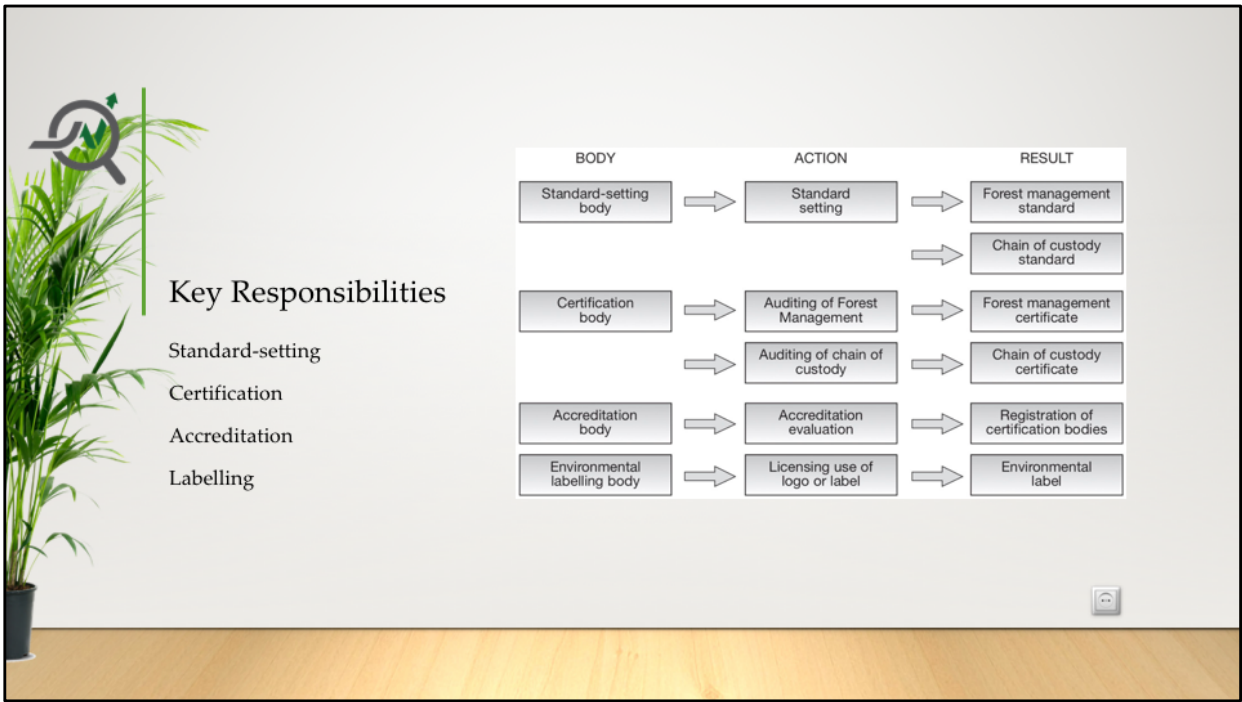 Key Responsibilities
Standard-setting
Certification
Accreditation
Labelling
BODY ACTION RESULT
Standard-setting
body
Standard
setting
Forest management
standard
Chain of custody
standard
Certification
body
Auditing of Forest
Management
Forest management
certificate
Auditing of chain of
custody
Chain of custody
certificate
Accreditation
body
Accreditation
evaluation
Registration of
certification bodies
Environmental
labelling body
Licensing use of
logo or label
Environmental
label